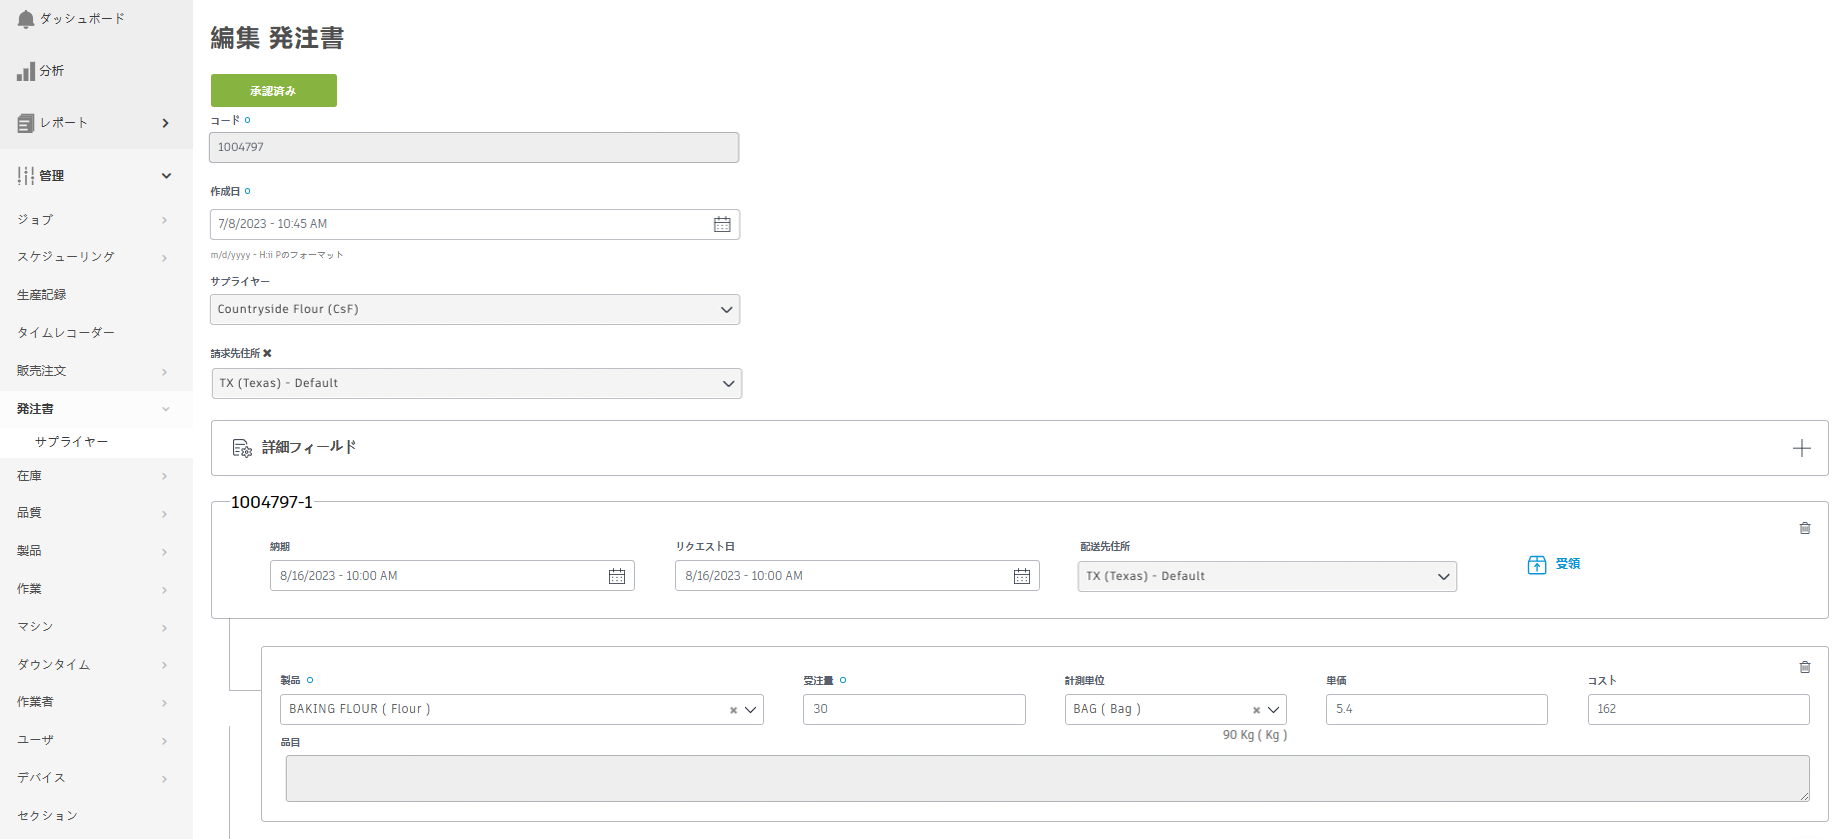 ダッシュボード
分析
レポート
管理
ジョブ
スケジューリング
生産記録
タイムレコーダー
販売注文
発注書
サプライヤー
在庫
品質
製品
作業
マシン
ダウンタイム
作業者
ユーザ
デバイス
セクション
編集 発注書
承認済み
コード
1004797
作成日
7/8/2023 - 10:45 AM
m/d/yyyy - H:ii Pのフォーマット
サプライヤー
Countryside Flour (CsF)
請求先住所
TX (Texas) - Default
詳細フィールド
1004797-1
納期
リクエスト日
配送先住所
8/16/2023 - 10:00 AM
8/16/2023 - 10:00 AM
TX (Texas) - Default
受領
製品
受注量
計測単位
単価
コスト
BAKING FLOUR ( Flour )
30
BAG ( Bag )
5.4
162
90 Kg ( Kg )
品目